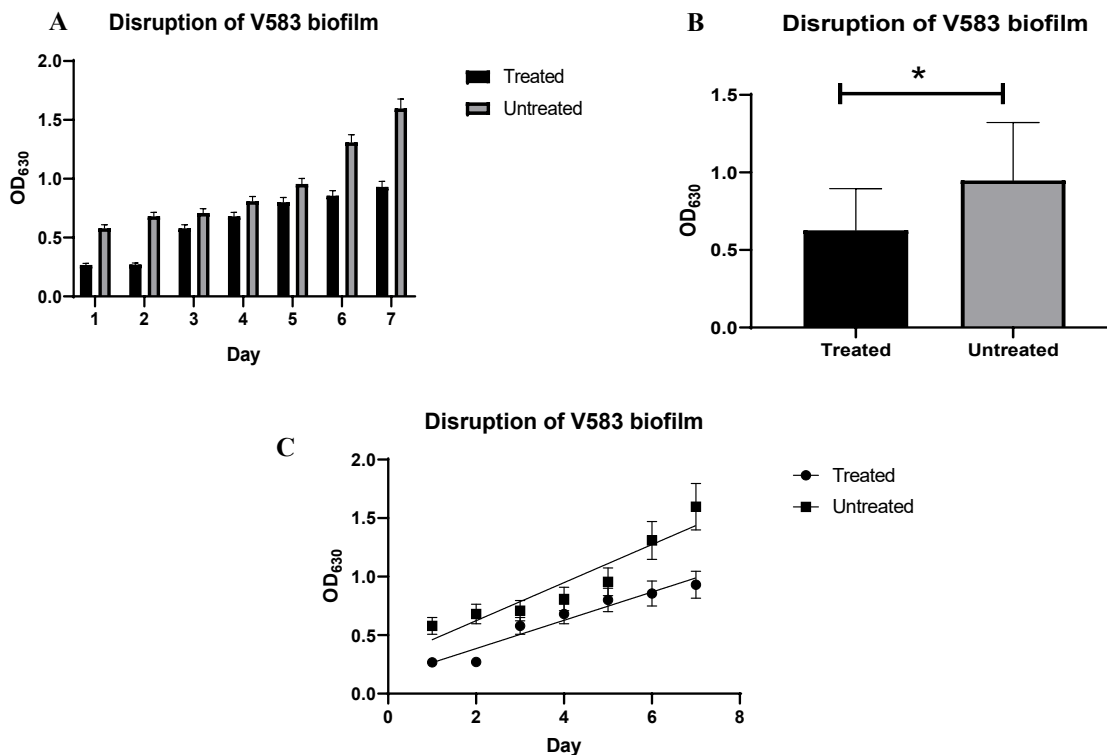 A
Disruption of V583 biofilm
OD630
2.0
1.5
1.0
0.5
0.0
1 2 3 4 5 6 7
Day
Treated
Untreated
B
Disruption of V583 biofilm
*
OD630
1.5
1.0
0.5
0.0
Treated Untreated
C
Disruption of V583 biofilm
OD630
2.0
1.5
1.0
0.5
0.0
0 2 4 6 8
Day
Treated
Untreated